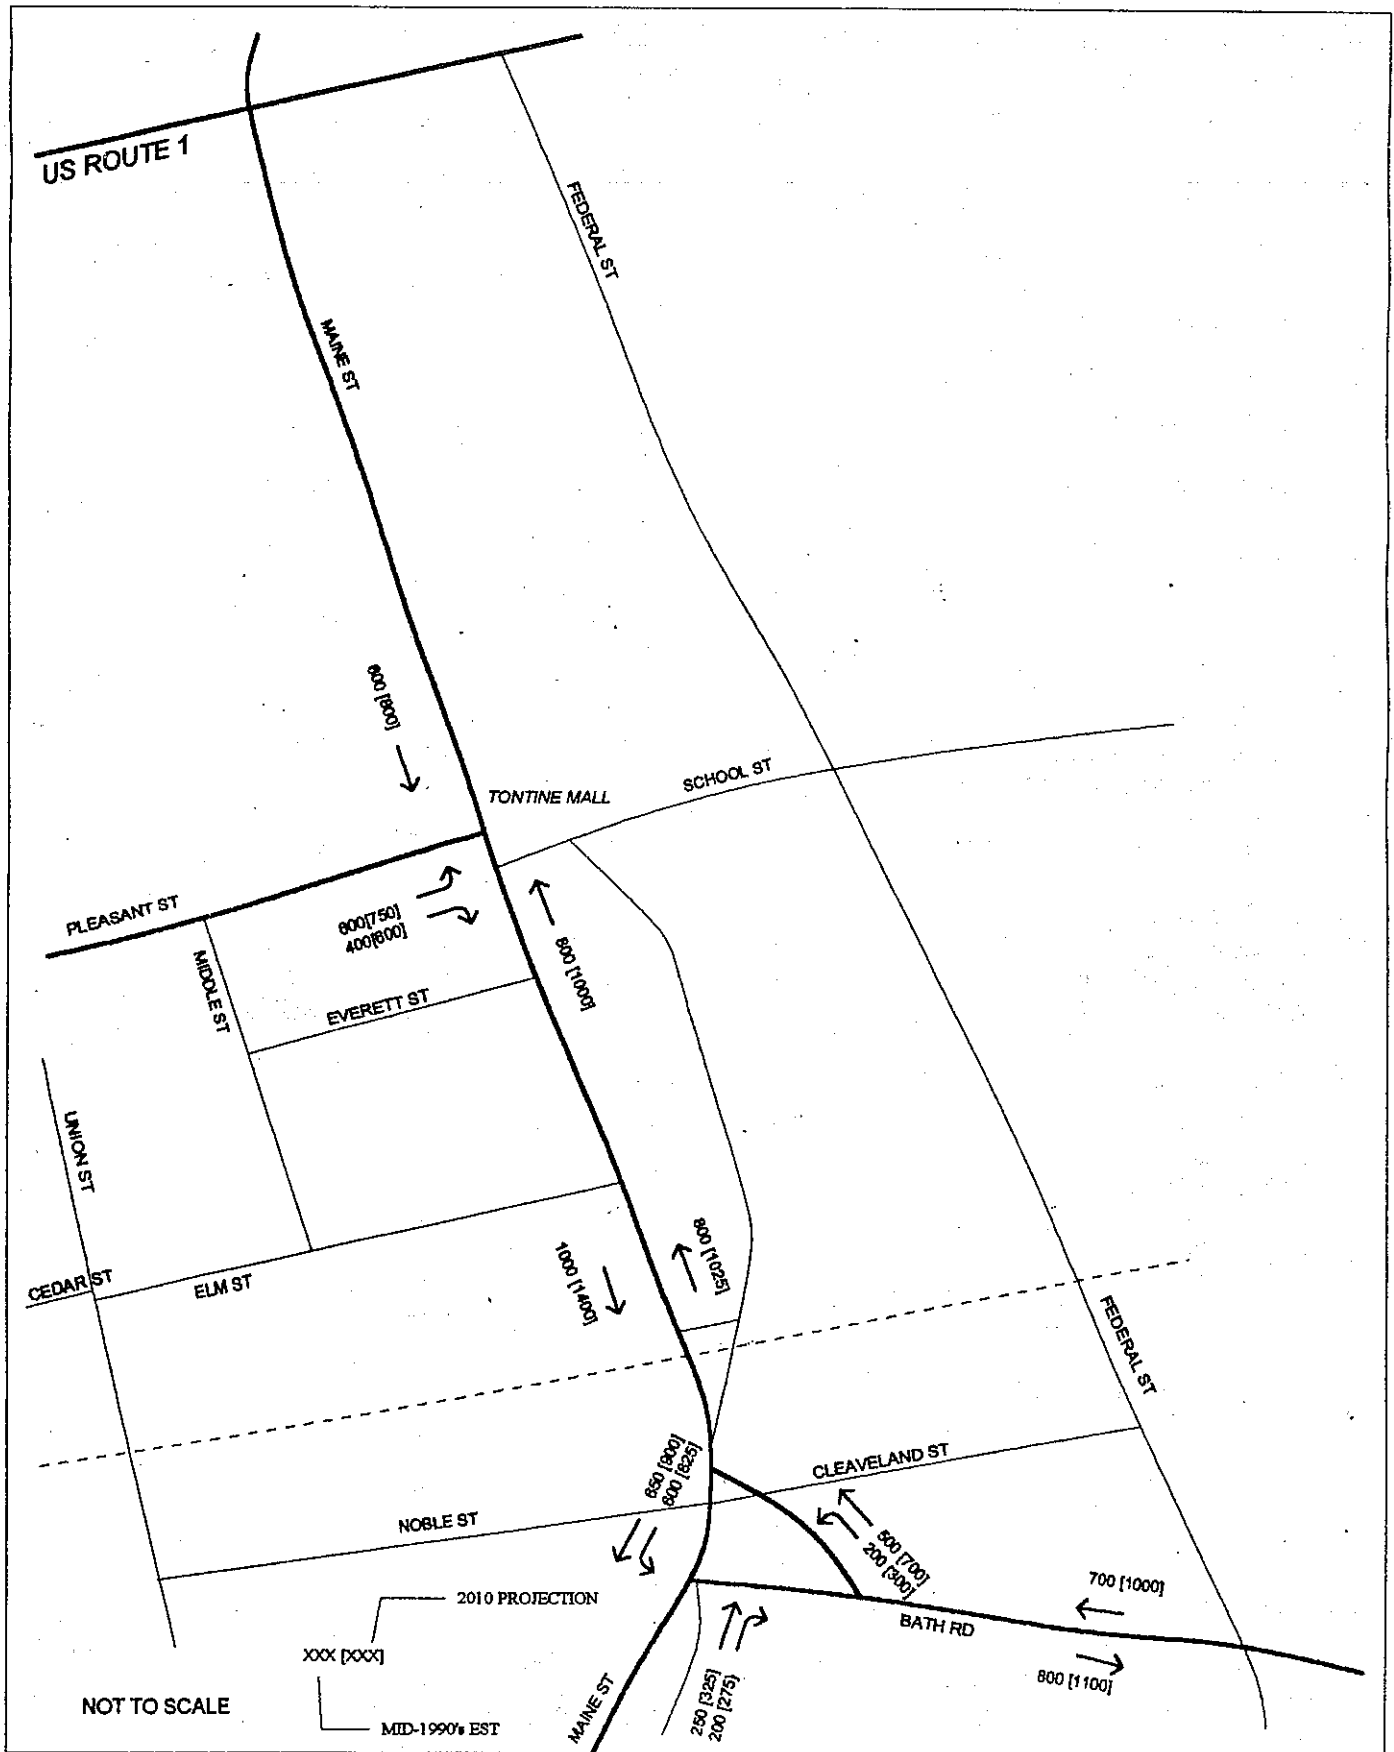 US ROUTE 1
FEDERAL ST
MAINE ST
600 [800]
TONTINE MALL
SCHOOL ST
PLEASANT ST
600[750]
400[600]
MIDDLE ST
EVERETT ST
800 [1000]
UNION ST
CEDAR ST
ELM ST
1000 [1400]
800 [1025]
FEDERAL ST
650 [900]
600 [825]
CLEAVELAND ST
NOBLE ST
500 [700]
200 [300]
700 [1000]
2010 PROJECTION
BATH RD
XXX [XXX]
800 [1100]
NOT TO SCALE
MAINE ST
250 [325]
200 [275]
MID-1990's EST